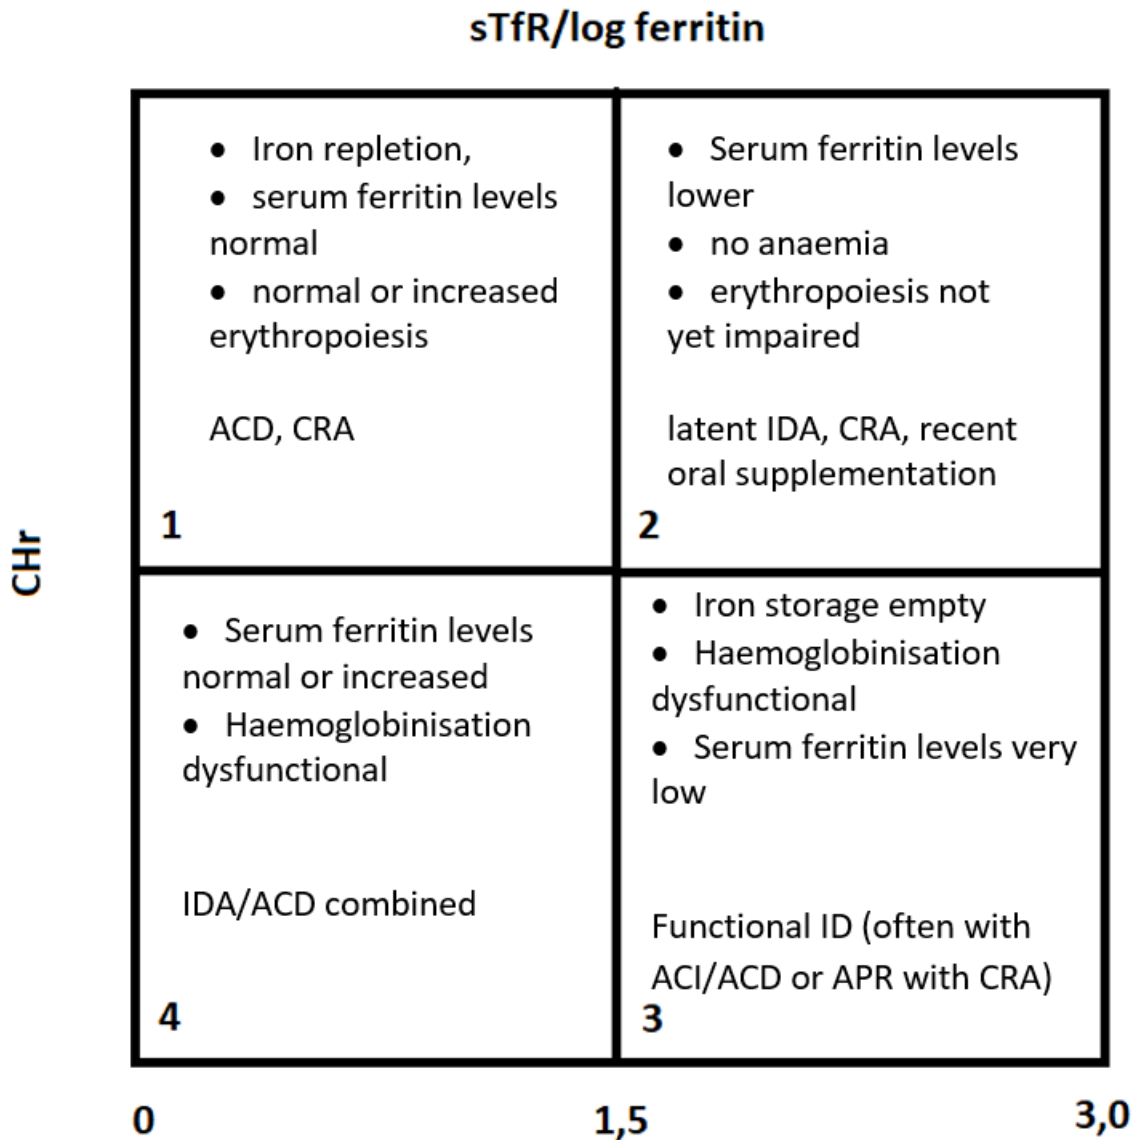 sTfR/log ferritin
CHr
• Iron repletion,
• serum ferritin levels
normal
• normal or increased
erythropoiesis
ACD, CRA
1
• Serum ferritin levels
lower
• no anaemia
• erythropoiesis not
yet impaired
latent IDA, CRA, recent
oral supplementation
2
• Serum ferritin levels
normal or increased
• Haemoglobinisation
dysfunctional
IDA/ACD combined
4
• Iron storage empty
• Haemoglobinisation
dysfunctional
• Serum ferritin levels very
low
Functional ID (often with
ACI/ACD or APR with CRA)
3
0
1,5
3,0